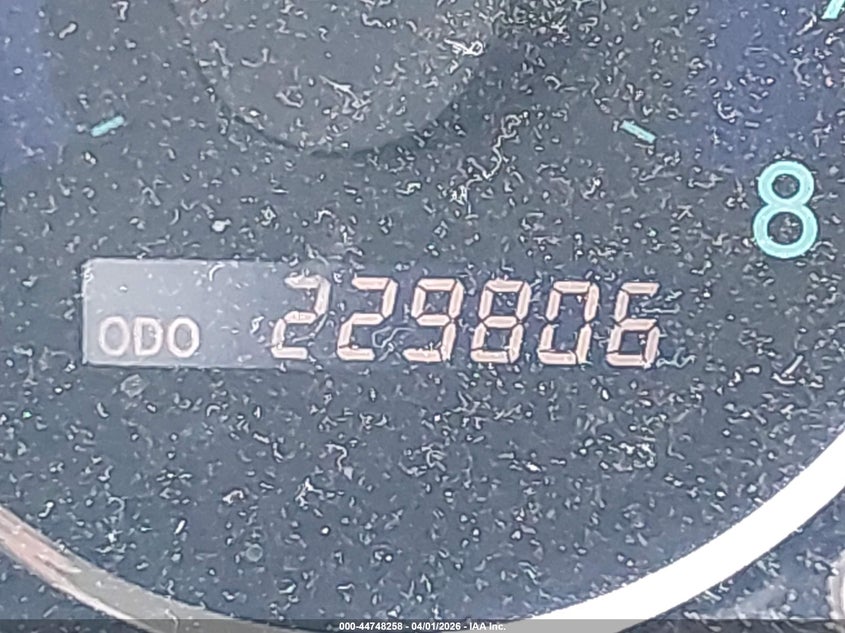 8
ODO 229806
000-44748258 - 04/01/2026 - IAA Inc.